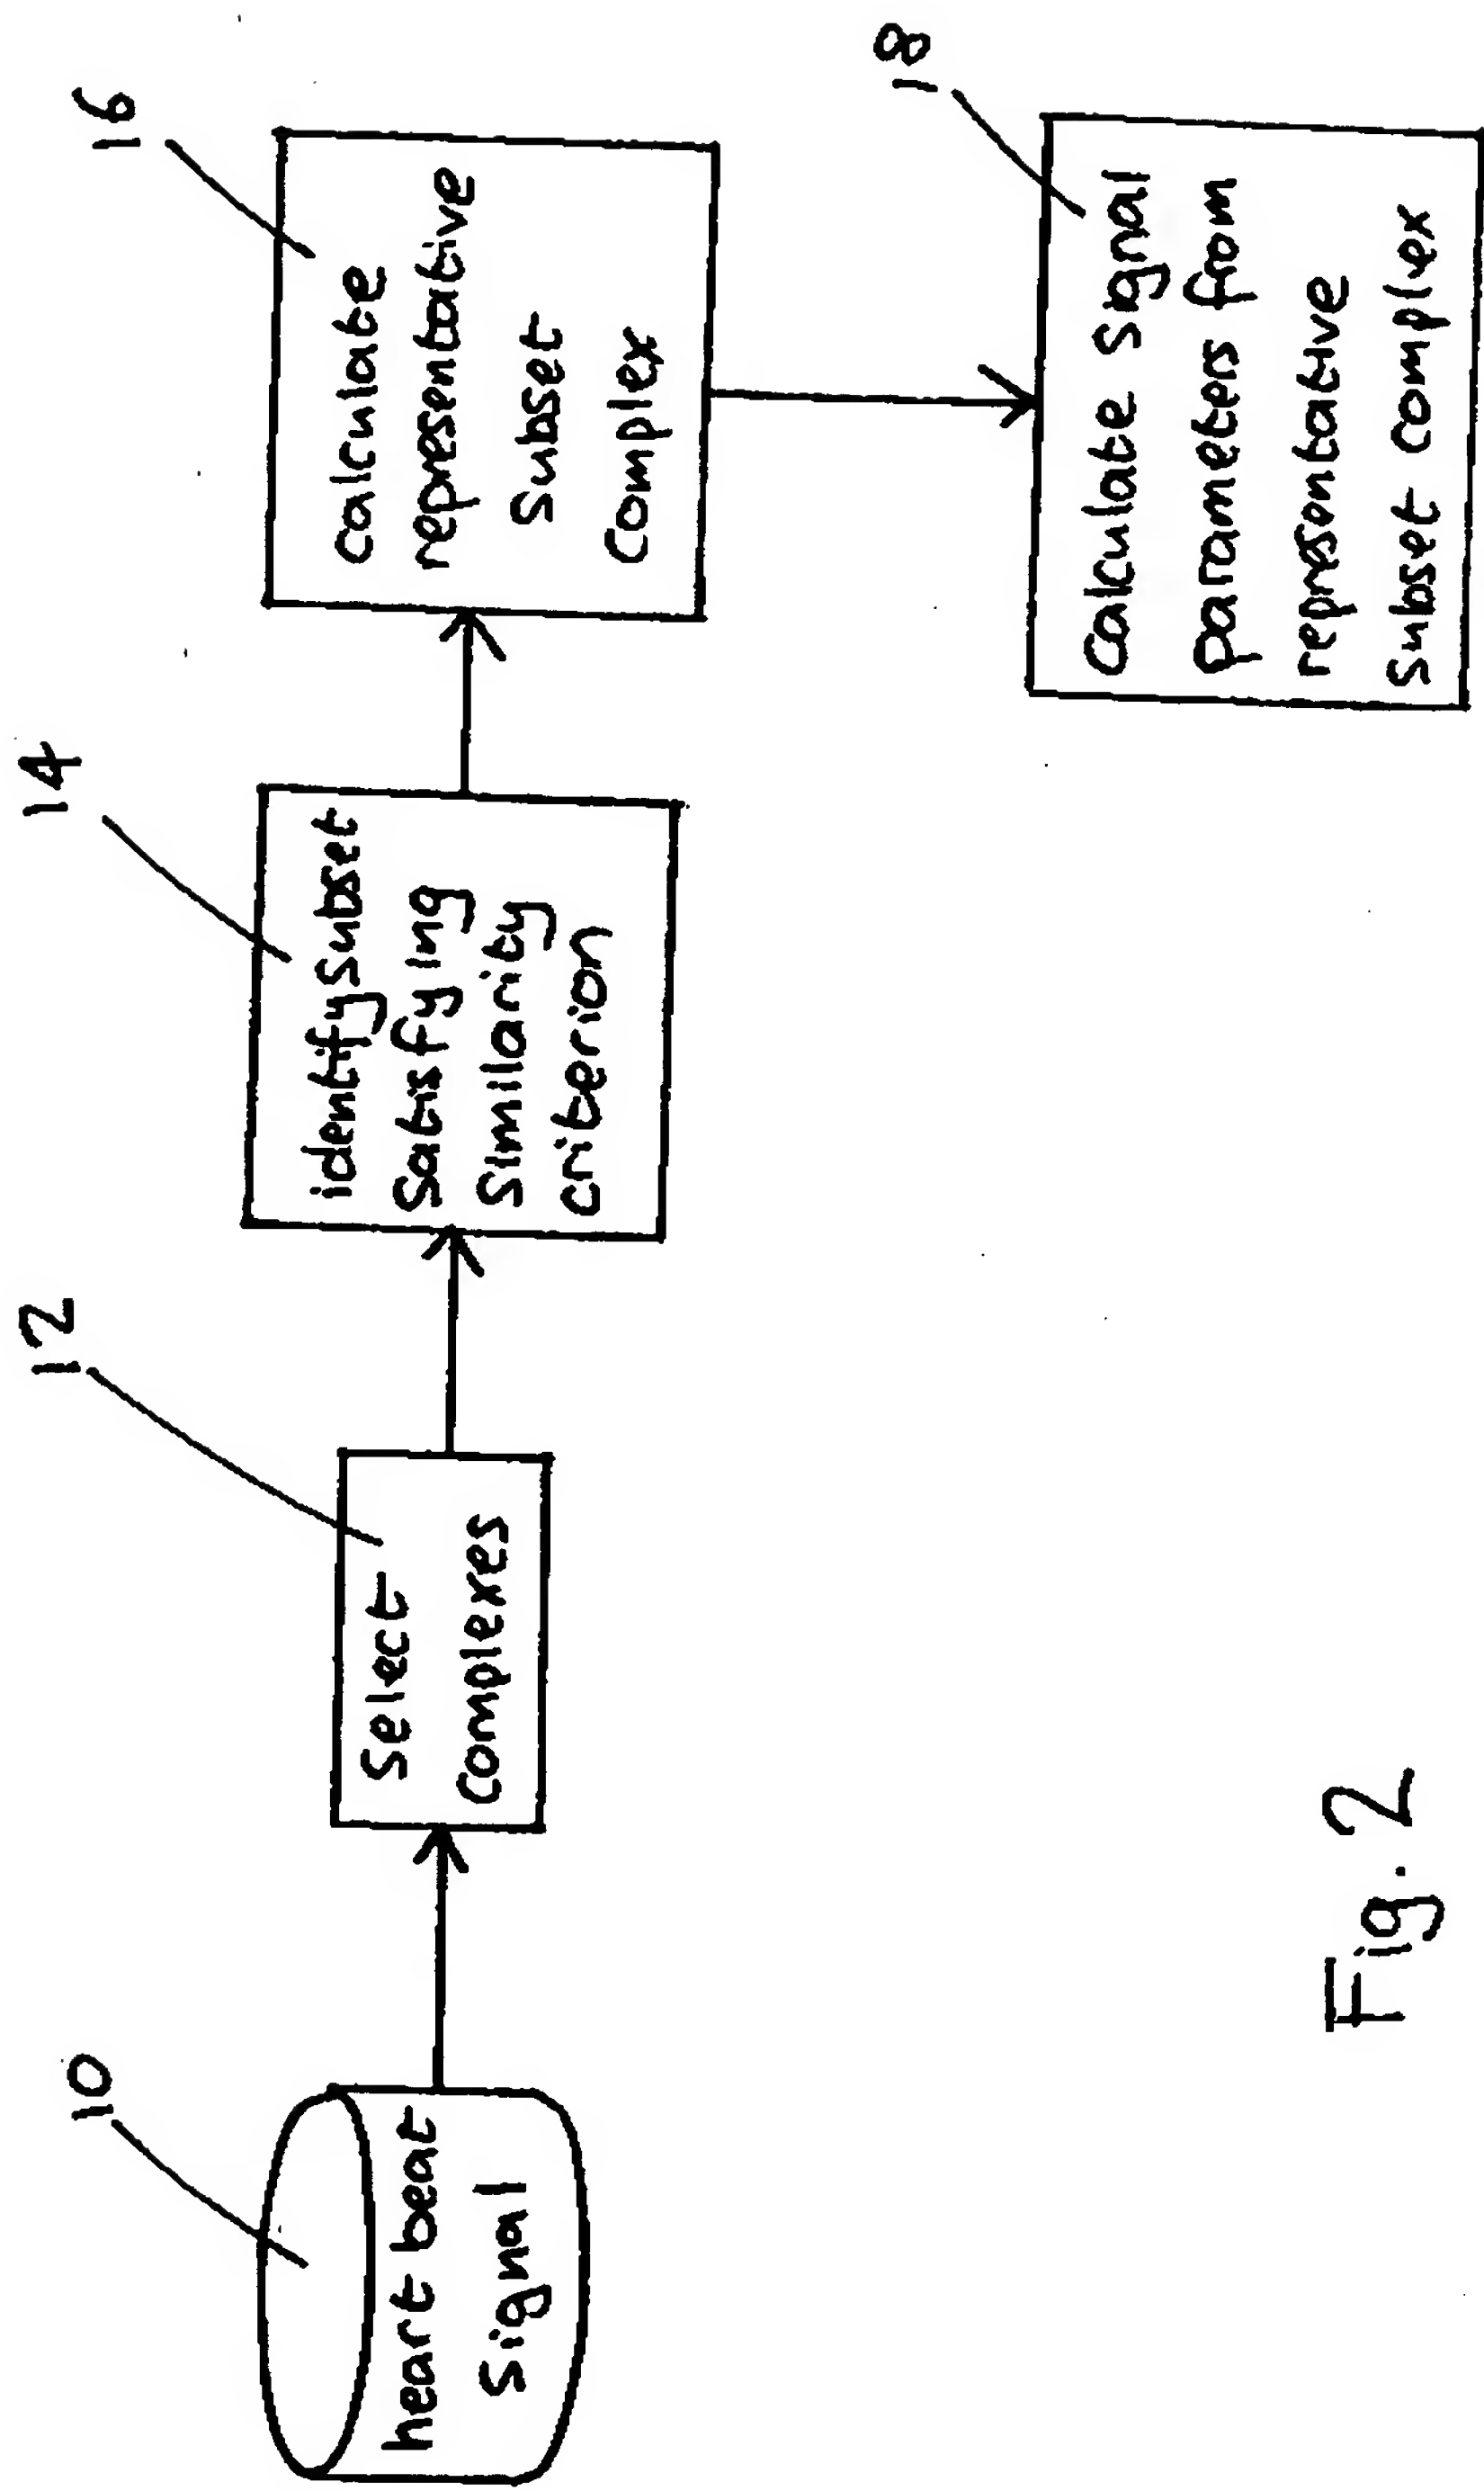 10
heart beat
Signal
12
Select
Complexes
14
identify subset
Satisfying
Similarity
criterion
16
Calculate
representative
Subset
Complex
18
Calculate Signal
parameters from
representative
Subset Complex
Fig. 2